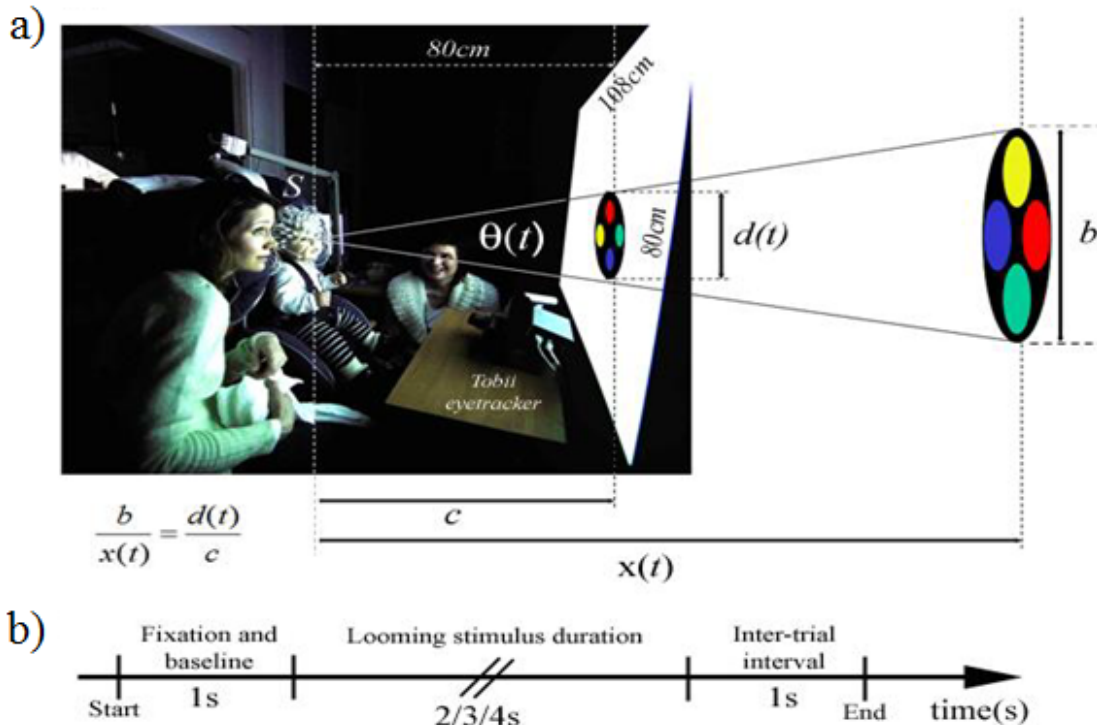 a)
80cm
108cm
S
θ(t)
80cm
d(t)
b
Tobii
eyetracker
c
b/x(t) = d(t)/c
x(t)
b)
Fixation and
baseline
Looming stimulus duration
Inter-trial
interval
1s
1s
Start
2/3/4s
End
time(s)